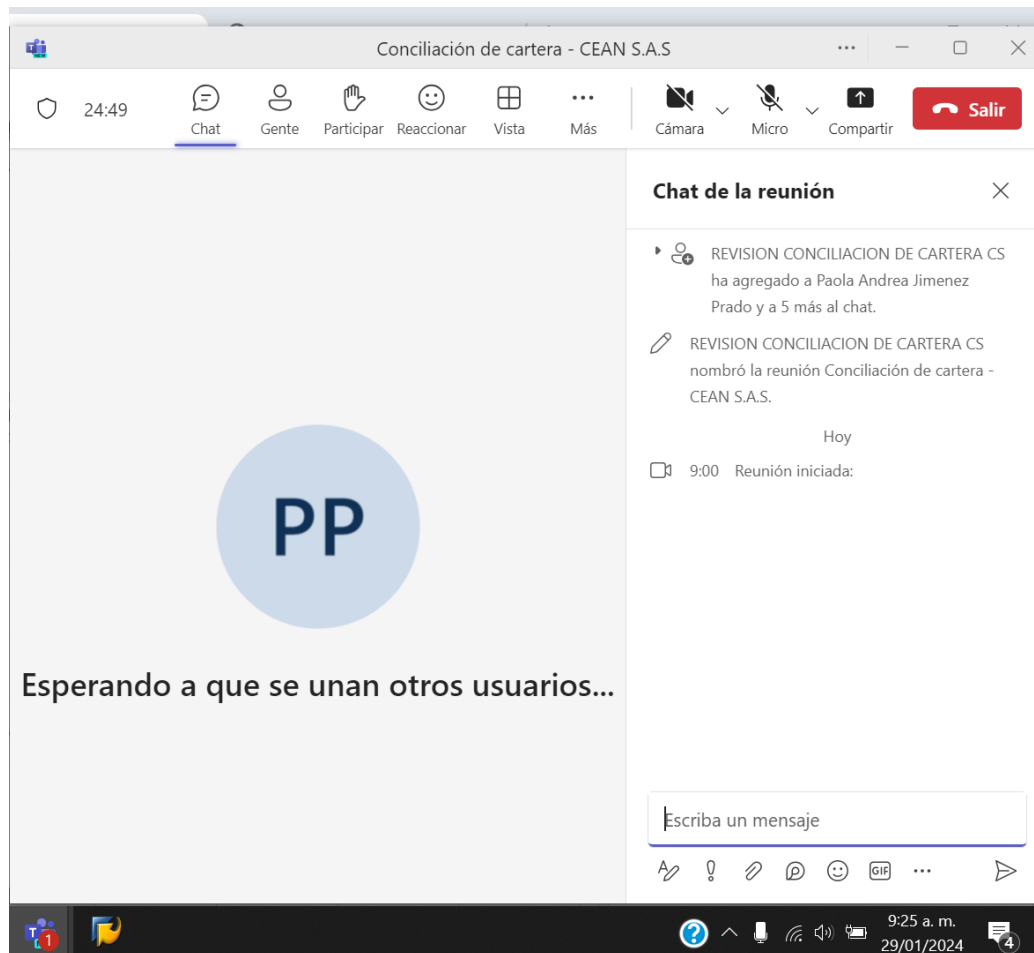 Conciliación de cartera - CEAN S.A.S
24:49
Chat
Gente
Participar
Reaccionar
Vista
Más
Cámara
Micro
Compartir
Salir
Chat de la reunión
REVISION CONCILIACION DE CARTERA CS
ha agregado a Paola Andrea Jimenez
Prado y a 5 más al chat.
REVISION CONCILIACION DE CARTERA CS
nombró la reunión Conciliación de cartera -
CEAN S.A.S.
Hoy
9:00 Reunión iniciada:
PP
Esperando a que se unan otros usuarios...
Escriba un mensaje
GIF
T
1
9:25 a. m.
29/01/2024
4